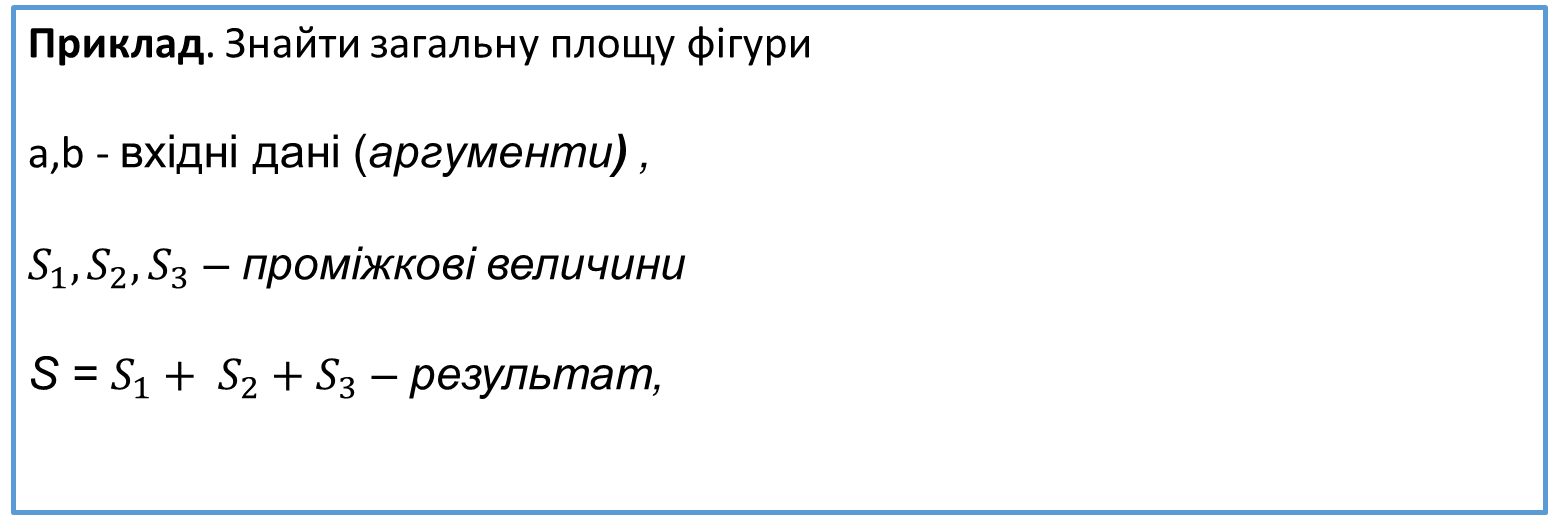 Приклад. Знайти загальну площу фігури
a,b - вхідні дані (аргументи) ,
S₁, S₂, S₃ – проміжкові величини
S = S₁ + S₂ + S₃ – результат,